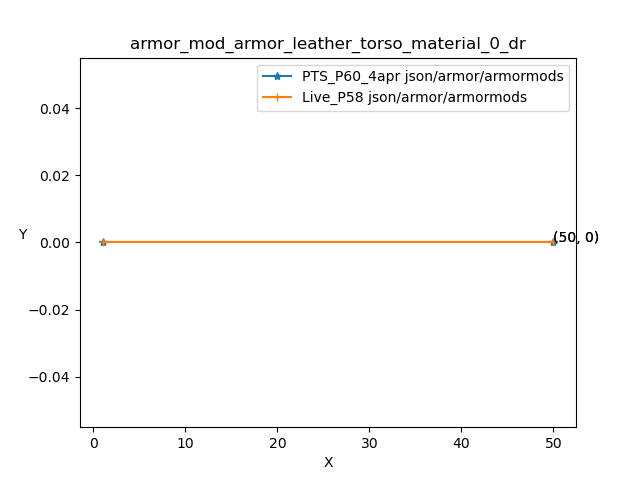 armor_mod_armor_leather_torso_material_0_dr
PTS_P60_4apr json/armor/armormods
Live_P58 json/armor/armormods
0.04
0.02
0.00
−0.02
−0.04
Y
(50, 0)
0 10 20 30 40 50
X